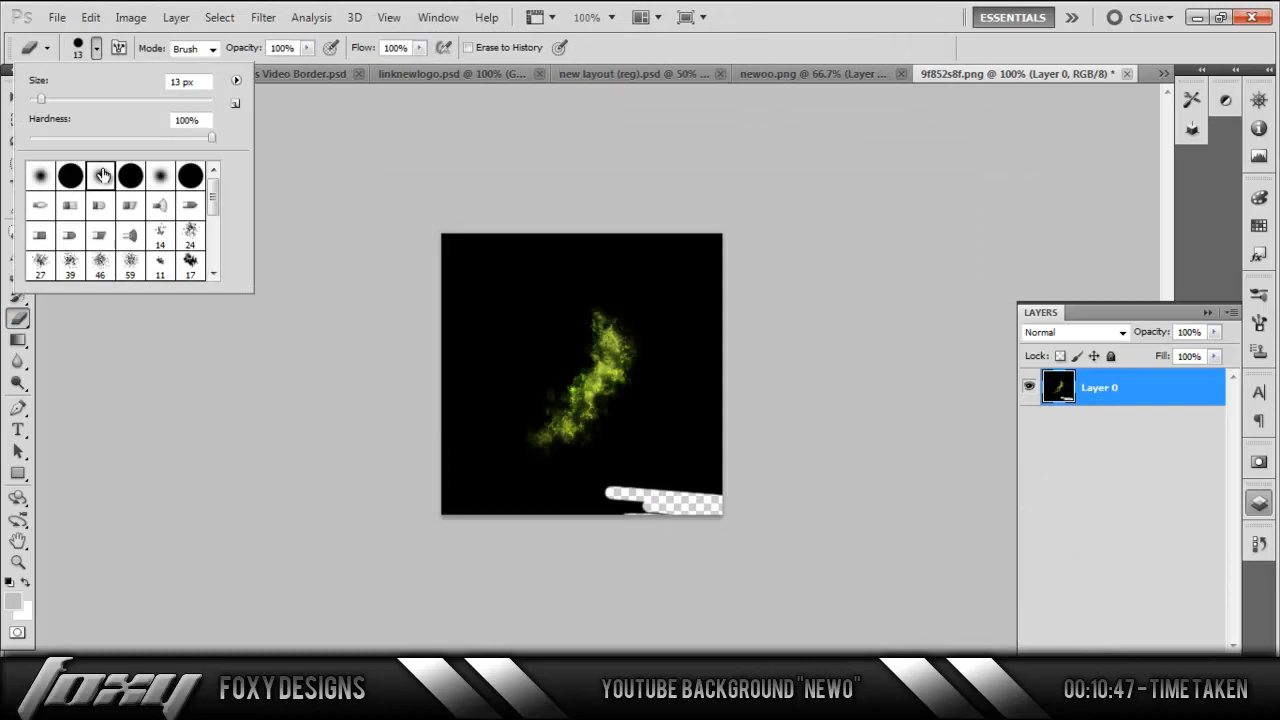 Ps File Edit Image Layer Select Filter Analysis 3D View Window Help 100% ESSENTIALS CS Live
13 Mode: Brush Opacity: 100% Flow: 100% Erase to History
s Video Border.psd linknewlogo.psd @ 100% (G... new layout (reg).psd @ 50% ... newoo.png @ 66.7% (Layer ... 9f852s8f.png @ 100% (Layer 0, RGB/8) *
Size: 13 px
Hardness: 100%
14 24
27 39 46 59 11 17
LAYERS
Normal Opacity: 100%
Lock: Fill: 100%
Layer 0
FOXY FOXY DESIGNS YOUTUBE BACKGROUND "NEWO" 00:10:47 - TIME TAKEN